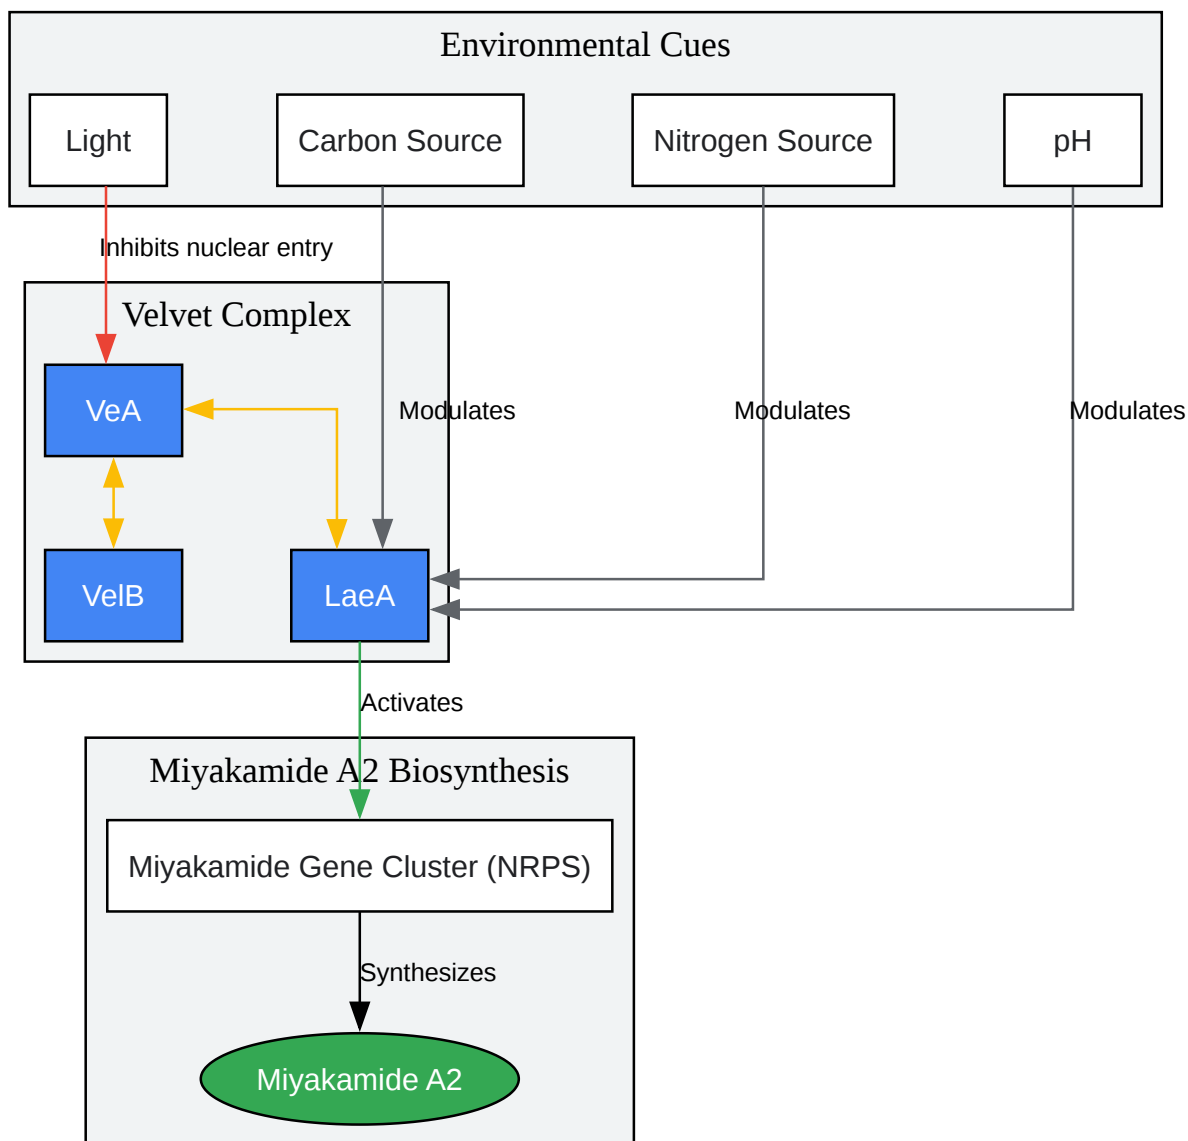 Environmental Cues
Light
Carbon Source
Nitrogen Source
pH
Inhibits nuclear entry
Velvet Complex
VeA
Modulates
Modulates
Modulates
VelB
LaeA
Activates
Miyakamide A2 Biosynthesis
Miyakamide Gene Cluster (NRPS)
Synthesizes
Miyakamide A2